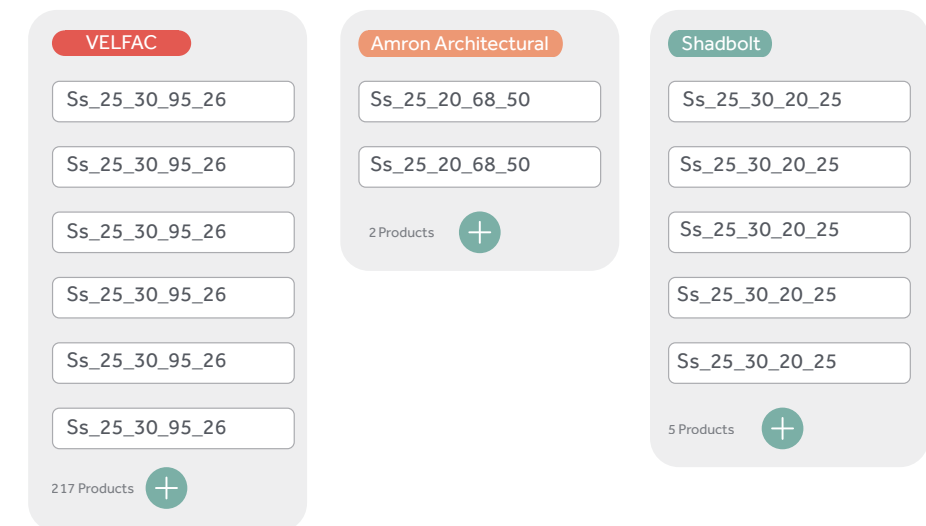 VELFAC
Ss_25_30_95_26
Ss_25_30_95_26
Ss_25_30_95_26
Ss_25_30_95_26
Ss_25_30_95_26
Ss_25_30_95_26
217 Products
Amron Architectural
Ss_25_20_68_50
Ss_25_20_68_50
2 Products
Shadbolt
Ss_25_30_20_25
Ss_25_30_20_25
Ss_25_30_20_25
Ss_25_30_20_25
Ss_25_30_20_25
5 Products